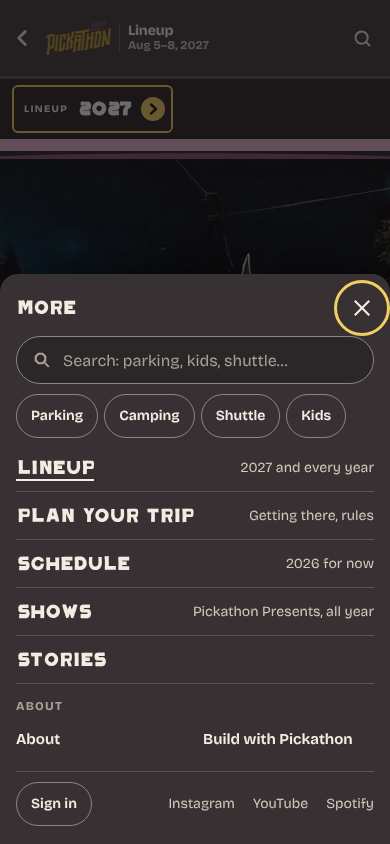 PICKATHON
Lineup
Aug 5–8, 2027
LINEUP 2027
MORE
Search: parking, kids, shuttle...
Parking Camping Shuttle Kids
LINEUP 2027 and every year
PLAN YOUR TRIP Getting there, rules
SCHEDULE 2026 for now
SHOWS Pickathon Presents, all year
STORIES
ABOUT
About Build with Pickathon
Sign in Instagram YouTube Spotify